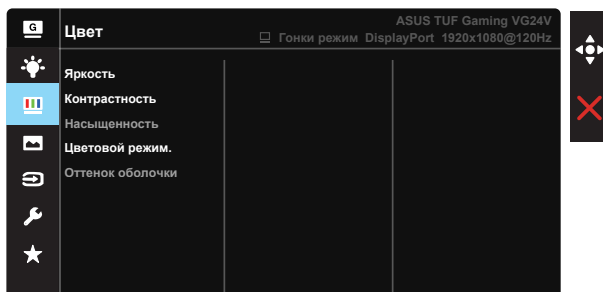 G
Цвет
ASUS TUF Gaming VG24V
Гонки режим DisplayPort 1920x1080@120Hz
Яркость
Контрастность
Насыщенность
Цветовой режим.
Оттенок оболочки